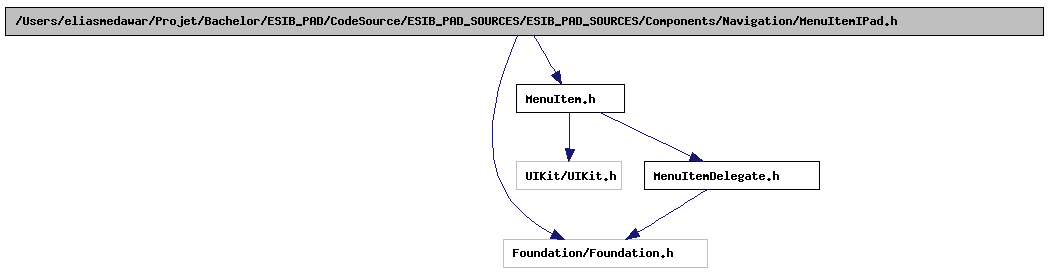 /Users/eliasmedawar/Projet/Bachelor/ESIB_PAD/CodeSource/ESIB_PAD_SOURCES/ESIB_PAD_SOURCES/Components/Navigation/MenuItemIPad.h
MenuItem.h
UIKit/UIKit.h
MenuItemDelegate.h
Foundation/Foundation.h